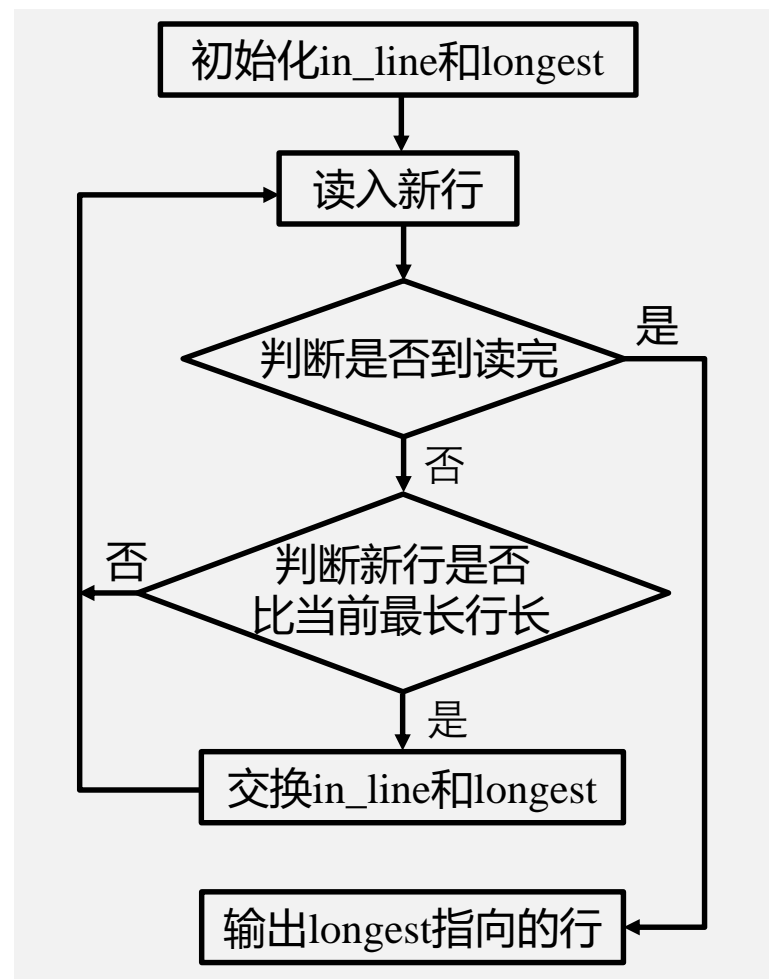 初始化in_line和longest
读入新行
判断是否到读完
是
否
判断新行是否
比当前最长行长
否
是
交换in_line和longest
输出longest指向的行